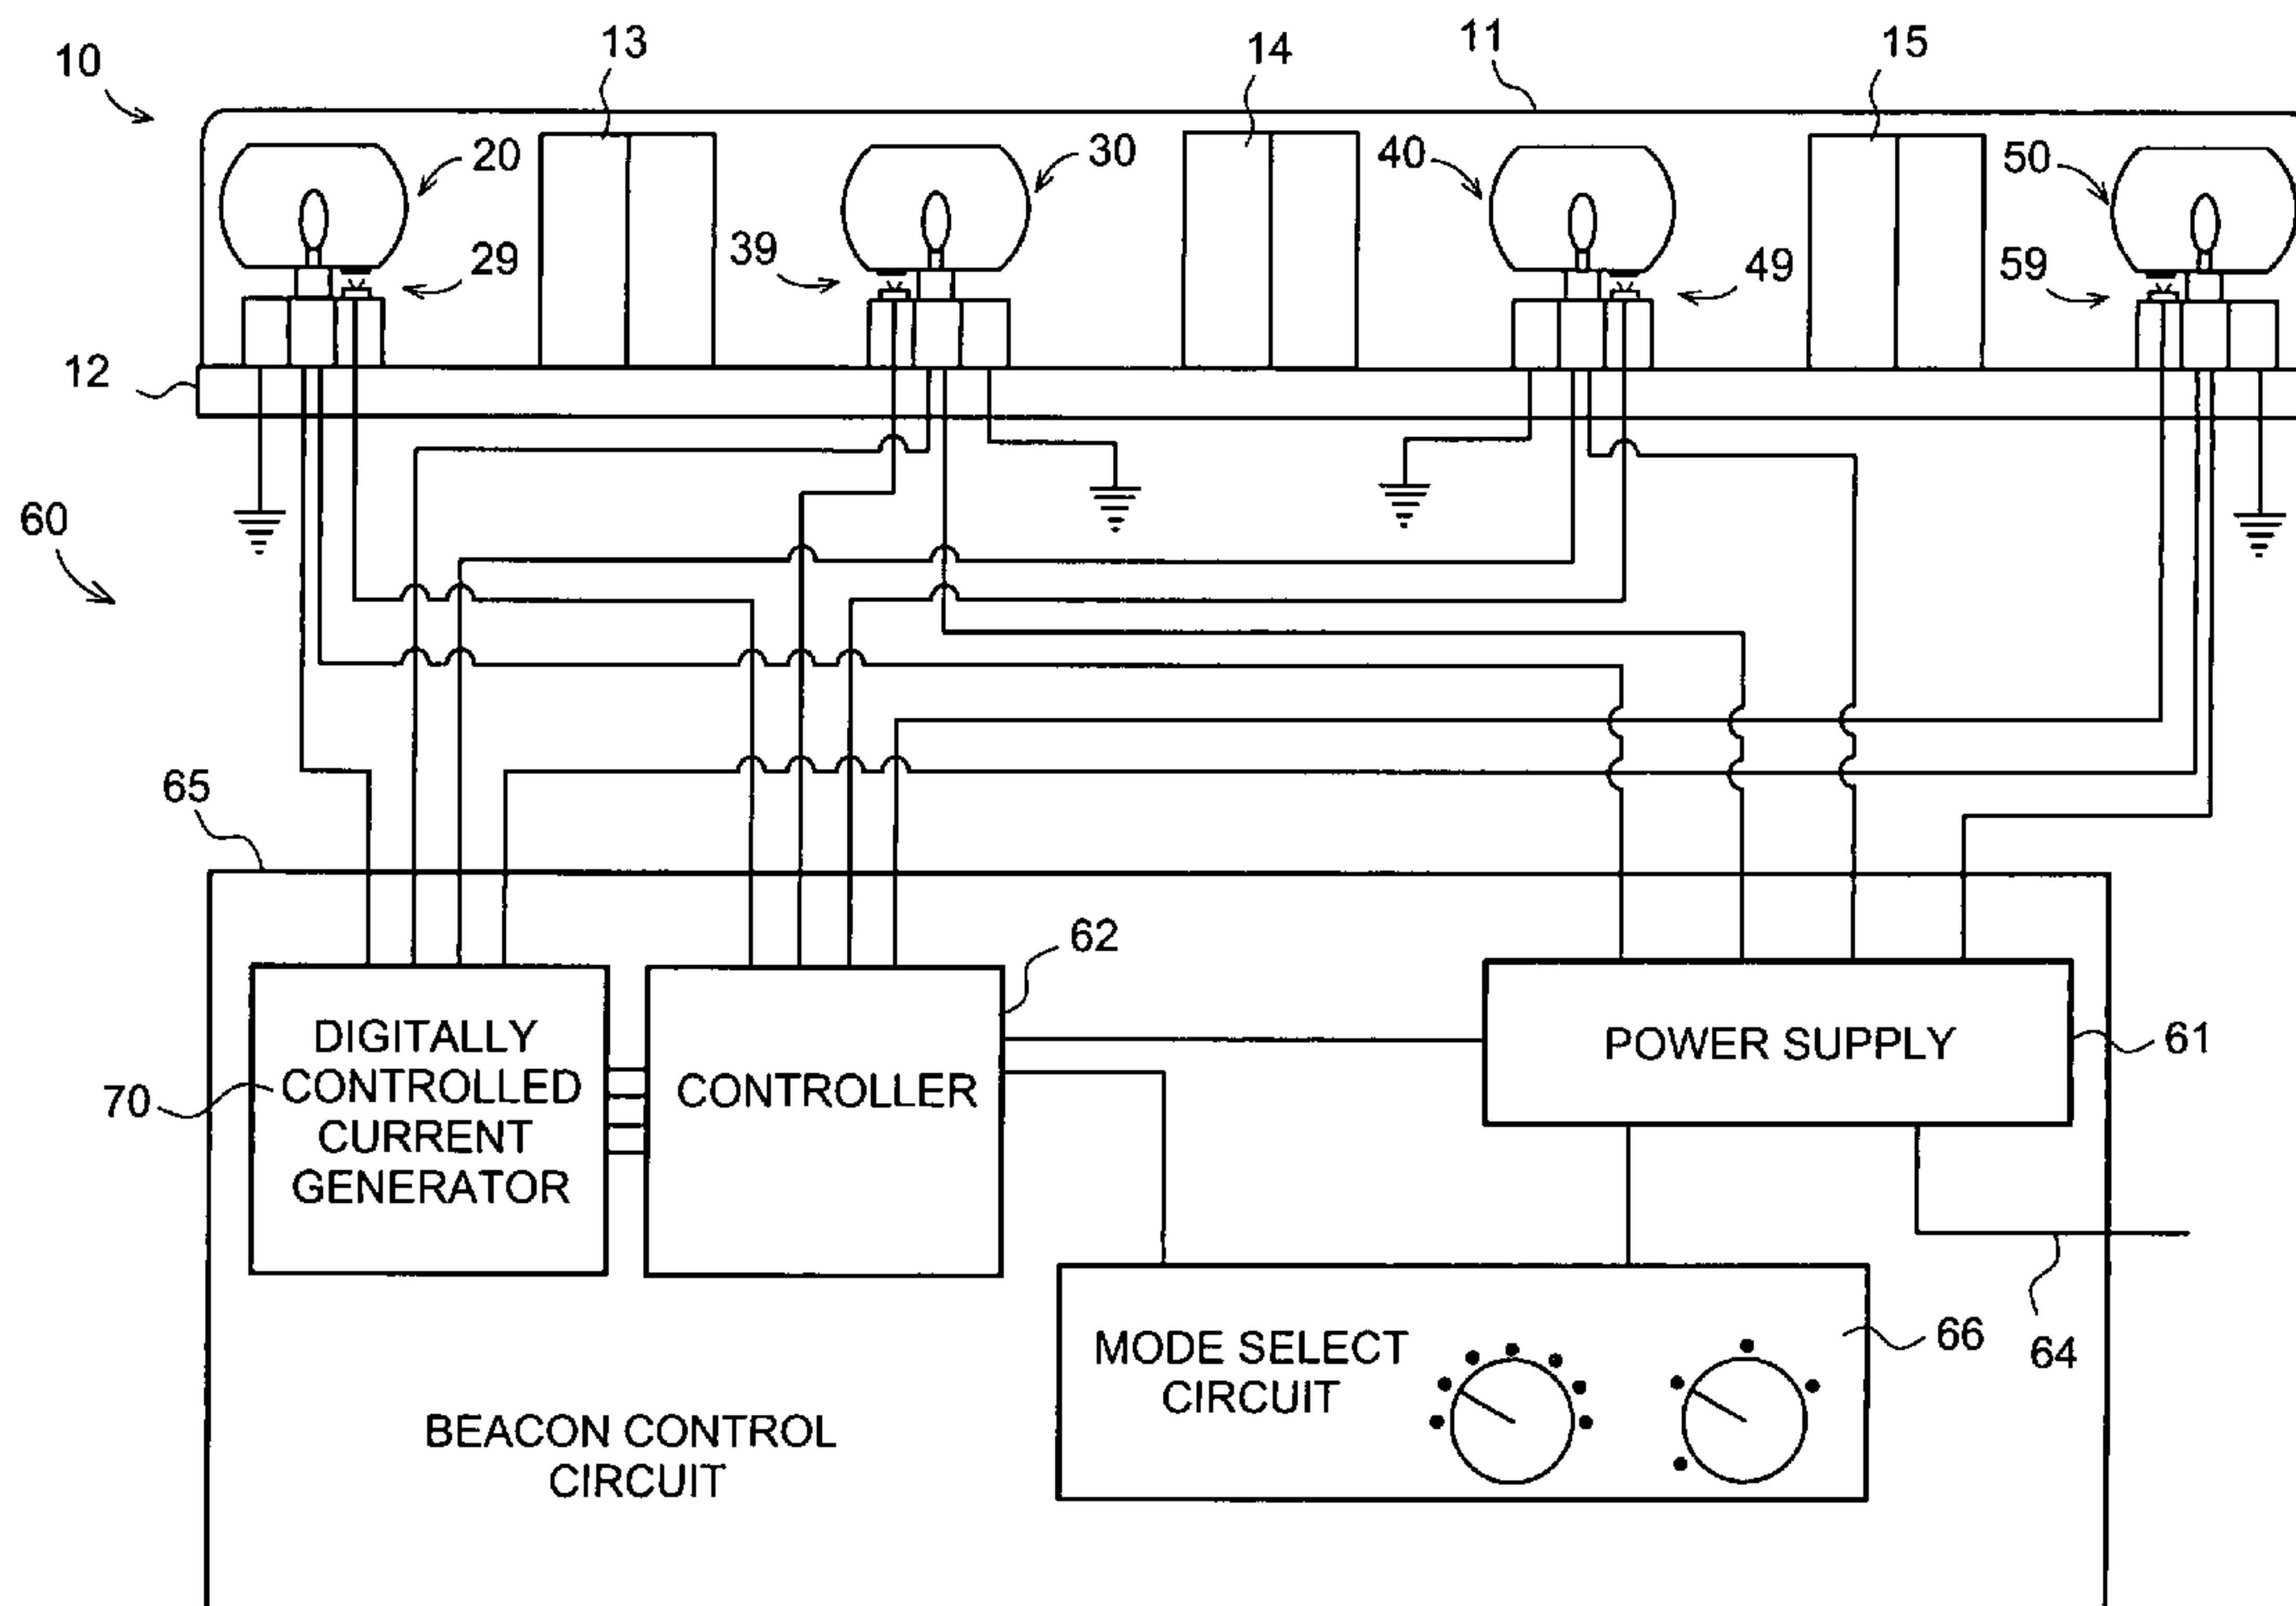 13
14
11
15
10
20
30
40
50
29
39
49
59
12
60
65
62
DIGITALLY
CONTROLLED
CURRENT
GENERATOR
70
CONTROLLER
POWER SUPPLY
61
MODE SELECT
CIRCUIT
66
64
BEACON CONTROL
CIRCUIT